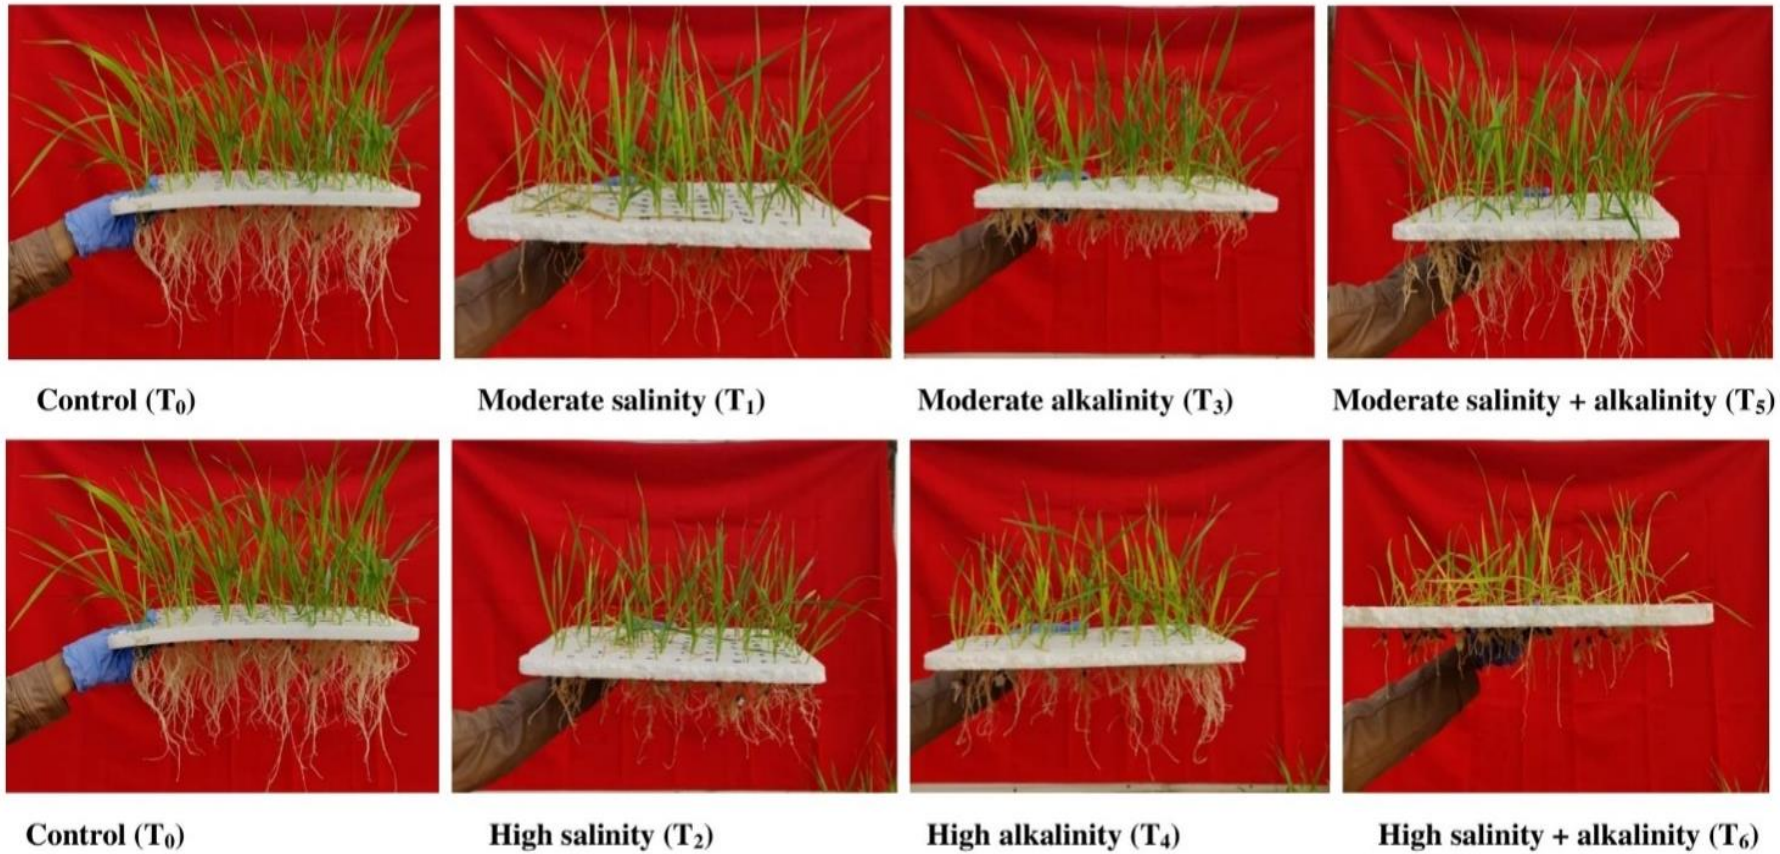 Control (T₀)
Moderate salinity (T₁)
Moderate alkalinity (T₃)
Moderate salinity + alkalinity (T₅)
Control (T₀)
High salinity (T₂)
High alkalinity (T₄)
High salinity + alkalinity (T₆)